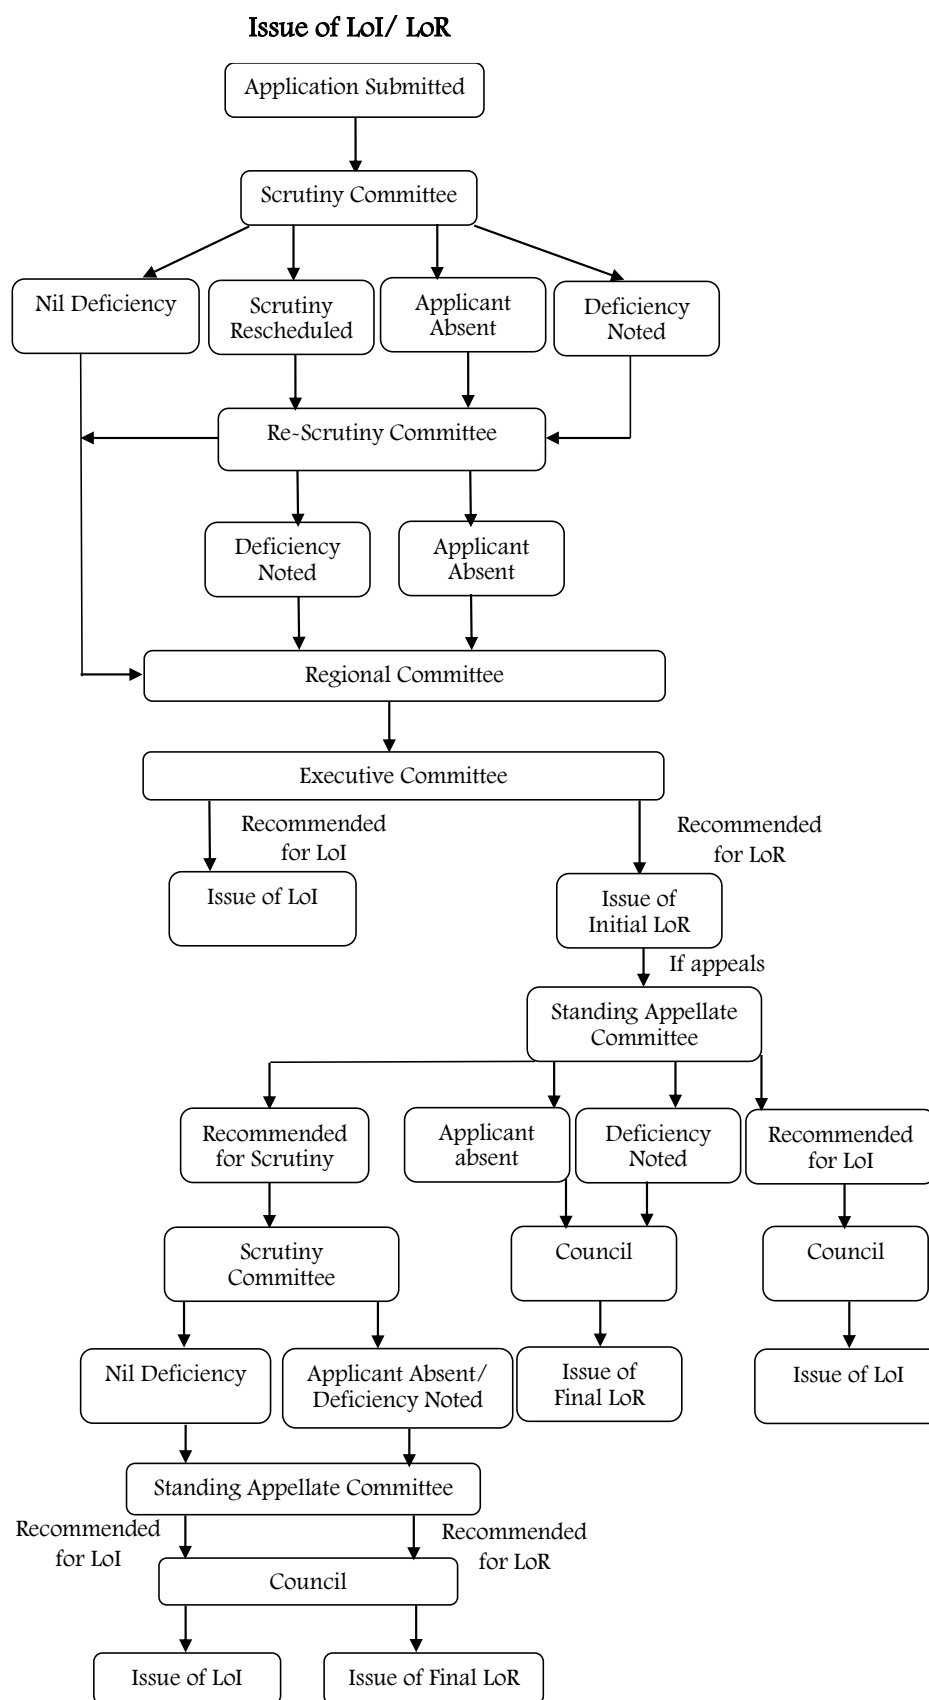 Issue of LoI/ LoR
Application Submitted
Scrutiny Committee
Nil Deficiency
Scrutiny
Rescheduled
Applicant
Absent
Deficiency
Noted
Re-Scrutiny Committee
Deficiency
Noted
Applicant
Absent
Regional Committee
Executive Committee
Recommended
for LoI
Recommended
for LoR
Issue of LoI
Issue of
Initial LoR
If appeals
Standing Appellate
Committee
Recommended
for Scrutiny
Applicant
absent
Deficiency
Noted
Recommended
for LoI
Scrutiny
Committee
Council
Council
Nil Deficiency
Applicant Absent/
Deficiency Noted
Issue of
Final LoR
Issue of LoI
Standing Appellate Committee
Recommended
for LoI
Recommended
for LoR
Council
Issue of LoI
Issue of Final LoR